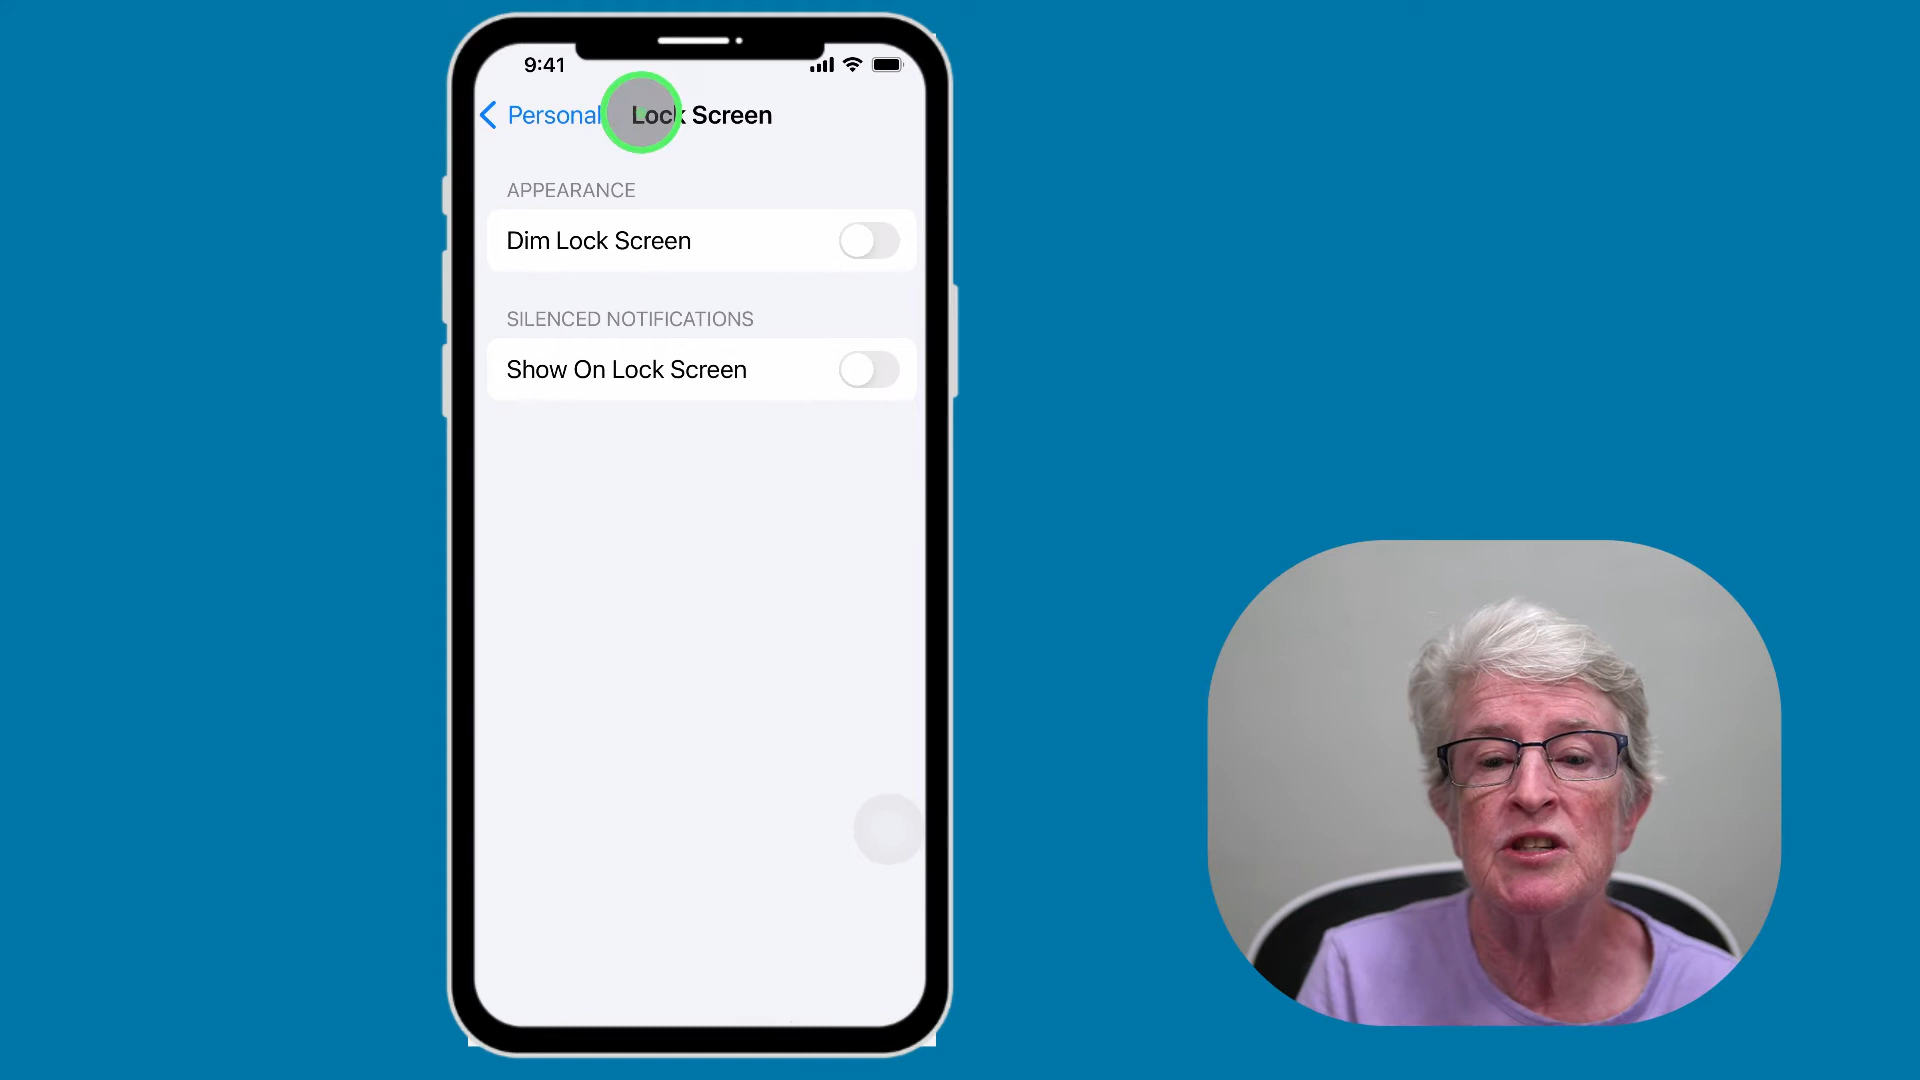 9:41
Personal Lock Screen
APPEARANCE
Dim Lock Screen
SILENCED NOTIFICATIONS
Show On Lock Screen